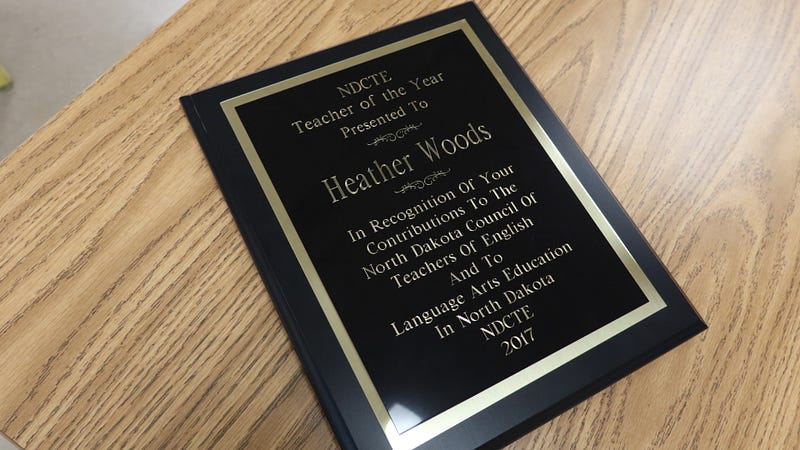 NDCTE
Teacher of the Year
Presented To
Heather Woods
In Recognition Of Your
Contributions To The
North Dakota Council Of
Teachers Of English
And To
Language Arts Education
In North Dakota
NDCTE
2017